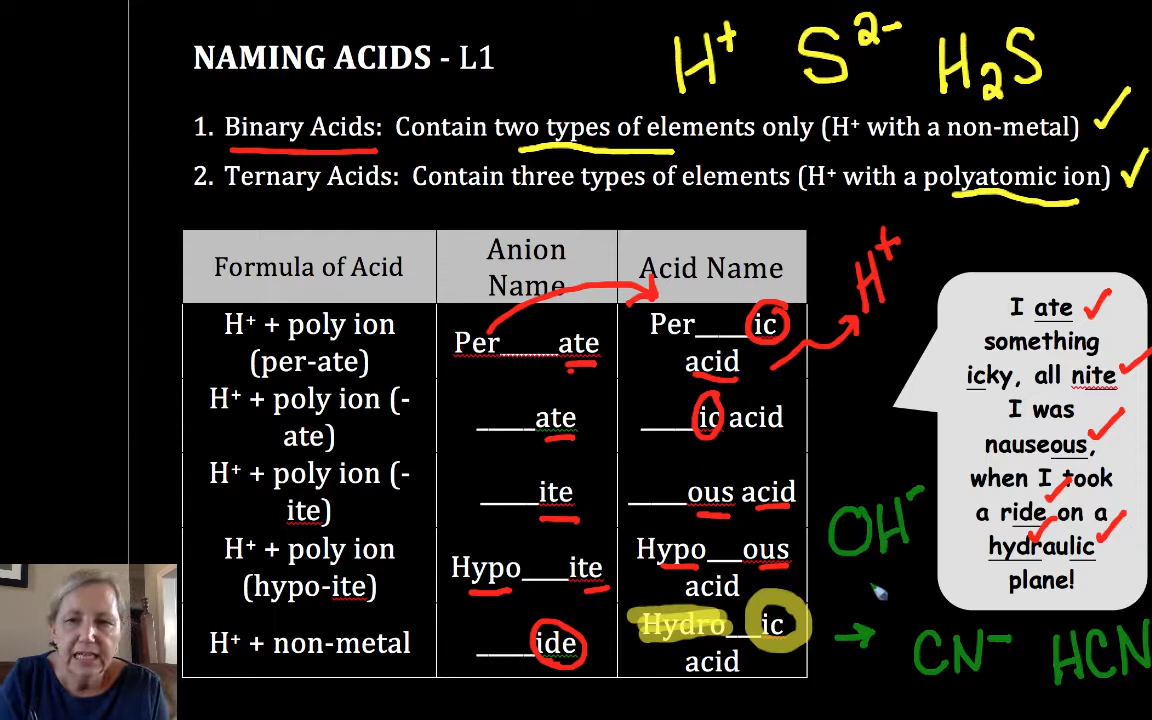 NAMING ACIDS - L1
H⁺ S²⁻ H₂S
1. Binary Acids: Contain two types of elements only (H⁺ with a non-metal)
2. Ternary Acids: Contain three types of elements (H⁺ with a polyatomic ion)
Formula of Acid
Anion
Name
Acid Name
H⁺ + poly ion
(per-ate)
Per_____ate
Per____ic
acid
H⁺
H⁺ + poly ion (-
ate)
____ate
____ic acid
H⁺ + poly ion (-
ite)
____ite
____ous acid
H⁺ + poly ion
(hypo-ite)
Hypo___ite
Hypo___ous
acid
H⁺ + non-metal
____ide
Hydro___ic
acid
I ate
something
icky, all nite
I was
nauseous,
when I took
a ride on a
hydraulic
plane!
OH⁻
CN⁻ HCN